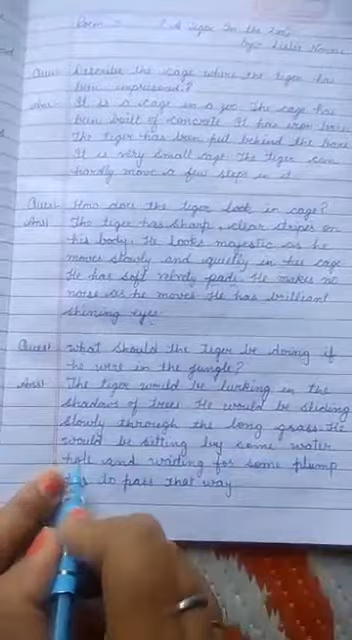 Poem 3 A Tiger In the Zoo
by:- Leslie Norris
Ques:- Describe the cage where the tiger has
been imprisoned?
Ans:- It is a cage in a zoo. The cage has
been built of concrete. It has iron bars.
The tiger has been put behind the bars.
It is very small cage. The tiger can
hardly move a few steps in it.
Ques:- How does the tiger look in cage?
Ans! The tiger has sharp, clear stripes on
his body. He looks majestic as he
moves slowly and quietly in his cage
He has soft velvety pads. He makes no
noise as he moves. He has brilliant
shining eyes.
Ques! What should the tiger be doing if
he were in the jungle?
Ans! The tiger would be lurking in the
shadows of trees. He would be sliding
slowly through the long grass. He
would be sitting by some water
hole and waiting for some plump
to pass that way